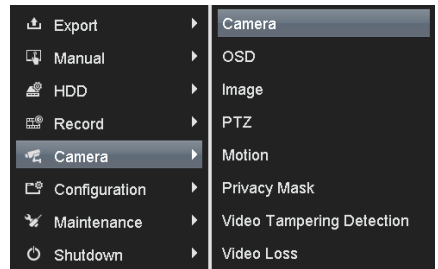 Export
Manual
HDD
Record
Camera
Configuration
Maintenance
Shutdown
Camera
OSD
Image
PTZ
Motion
Privacy Mask
Video Tampering Detection
Video Loss